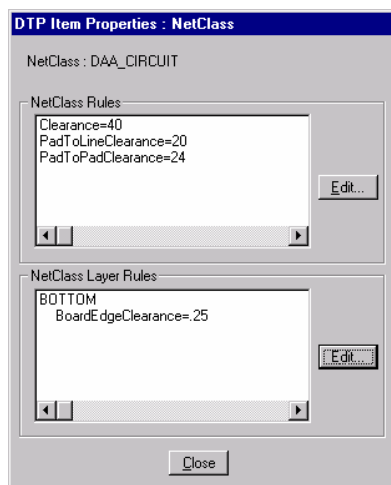 DTP Item Properties : NetClass
NetClass : DAA_CIRCUIT
NetClass Rules
Clearance=40
PadToLineClearance=20
PadToPadClearance=24
Edit...
NetClass Layer Rules
BOTTOM
BoardEdgeClearance=.25
Edit...
Close